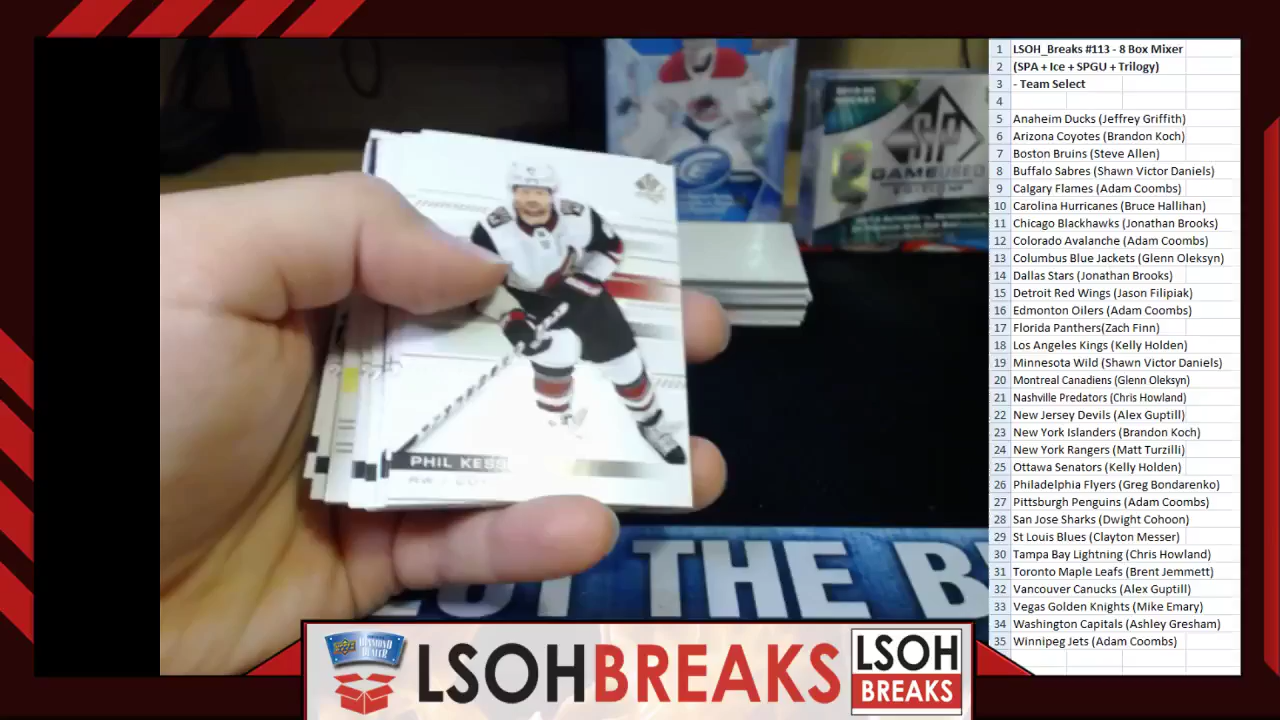 1 LSOH_Breaks #113 - 8 Box Mixer
2 (SPA + Ice + SPGU + Trilogy)
3 - Team Select
4
5 Anaheim Ducks (Jeffrey Griffith)
6 Arizona Coyotes (Brandon Koch)
7 Boston Bruins (Steve Allen)
8 Buffalo Sabres (Shawn Victor Daniels)
9 Calgary Flames (Adam Coombs)
10 Carolina Hurricanes (Bruce Hallihan)
11 Chicago Blackhawks (Jonathan Brooks)
12 Colorado Avalanche (Adam Coombs)
13 Columbus Blue Jackets (Glenn Oleksyn)
14 Dallas Stars (Jonathan Brooks)
15 Detroit Red Wings (Jason Filipiak)
16 Edmonton Oilers (Adam Coombs)
17 Florida Panthers(Zach Finn)
18 Los Angeles Kings (Kelly Holden)
19 Minnesota Wild (Shawn Victor Daniels)
20 Montreal Canadiens (Glenn Oleksyn)
21 Nashville Predators (Chris Howland)
22 New Jersey Devils (Alex Guptill)
23 New York Islanders (Brandon Koch)
24 New York Rangers (Matt Turzilli)
25 Ottawa Senators (Kelly Holden)
26 Philadelphia Flyers (Greg Bondarenko)
27 Pittsburgh Penguins (Adam Coombs)
28 San Jose Sharks (Dwight Cohoon)
29 St Louis Blues (Clayton Messer)
30 Tampa Bay Lightning (Chris Howland)
31 Toronto Maple Leafs (Brent Jemmett)
32 Vancouver Canucks (Alex Guptill)
33 Vegas Golden Knights (Mike Emary)
34 Washington Capitals (Ashley Gresham)
35 Winnipeg Jets (Adam Coombs)
SP
GAME USED
PHIL KESS
RW
THE B
DIAMOND
DEALER
LSOHBREAKS
LSOH
BREAKS